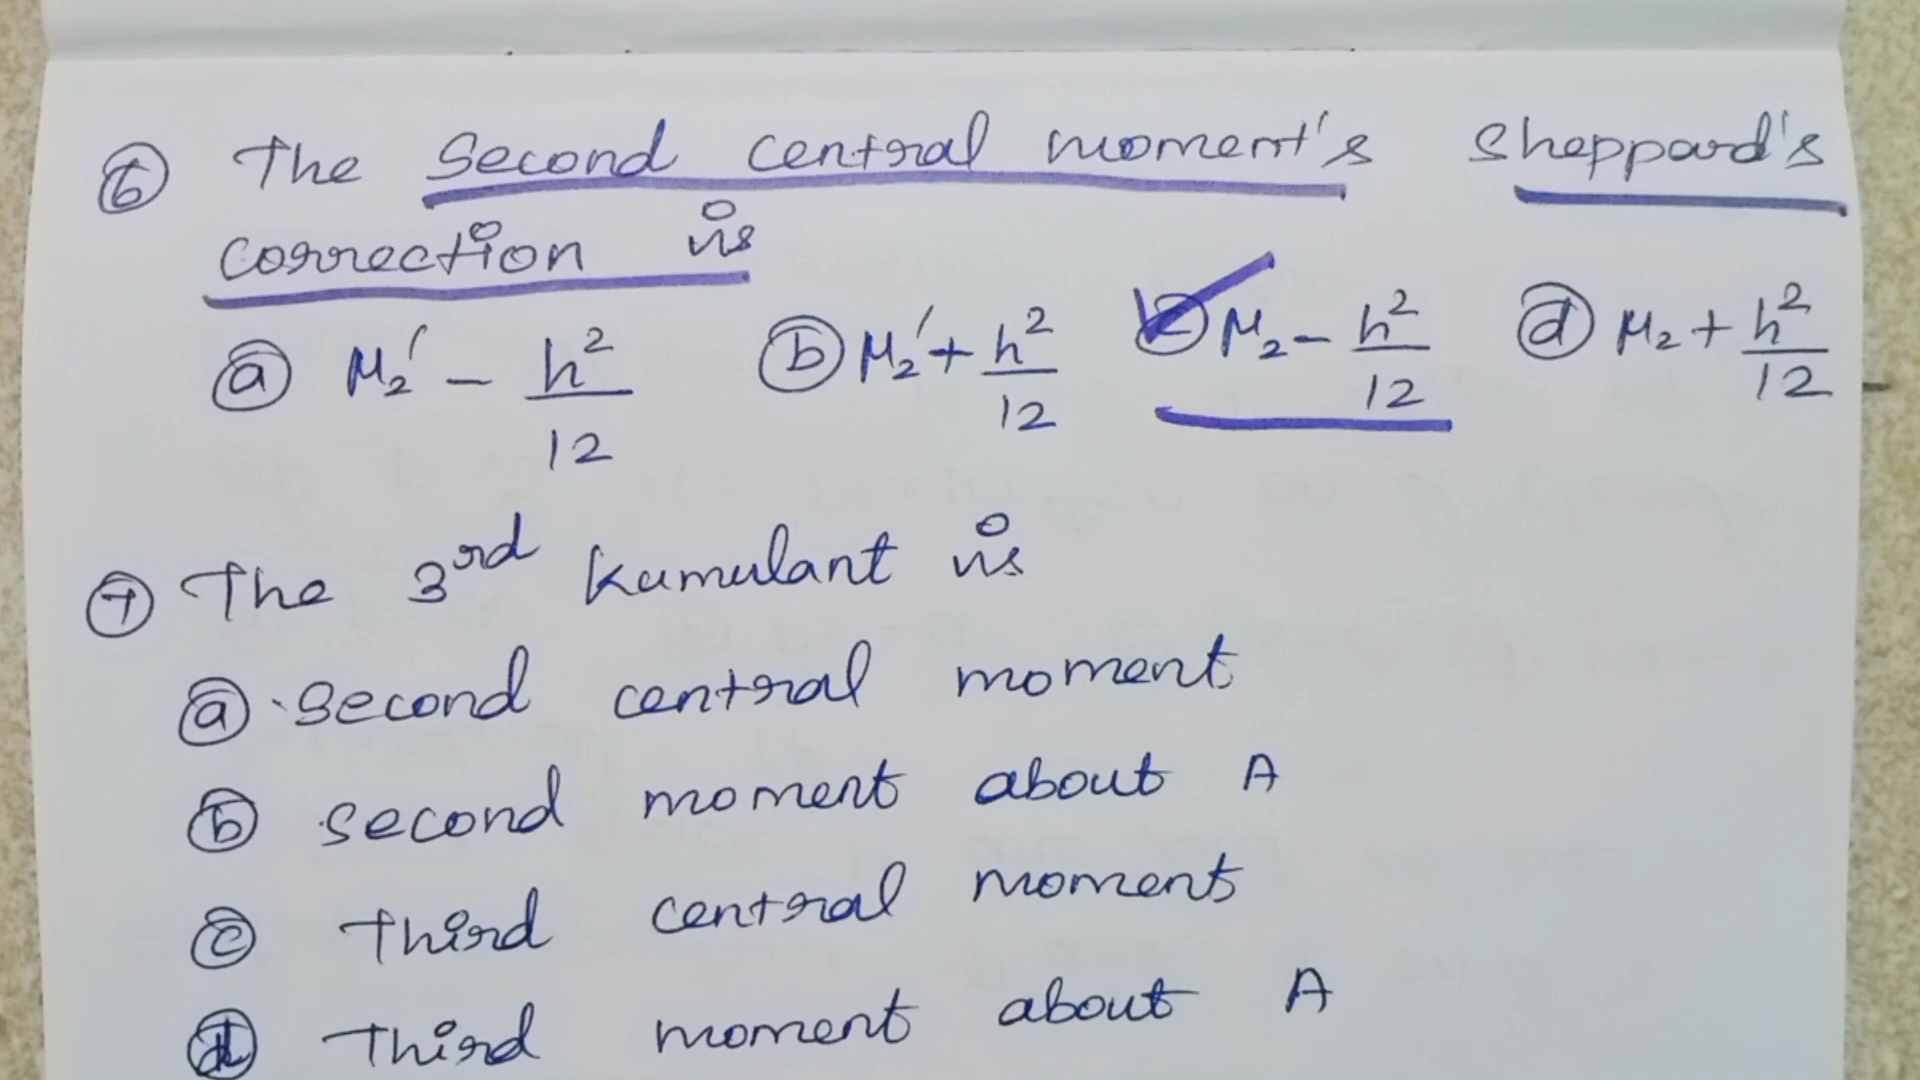 6 The Second central moment's Sheppard's
correction is
a μ₂′ − h²/12 b μ₂′ + h²/12 c μ₂ − h²/12 d μ₂ + h²/12
7 The 3rd kumulant is
a second central moment
b second moment about A
c Third central moment
d Third moment about A